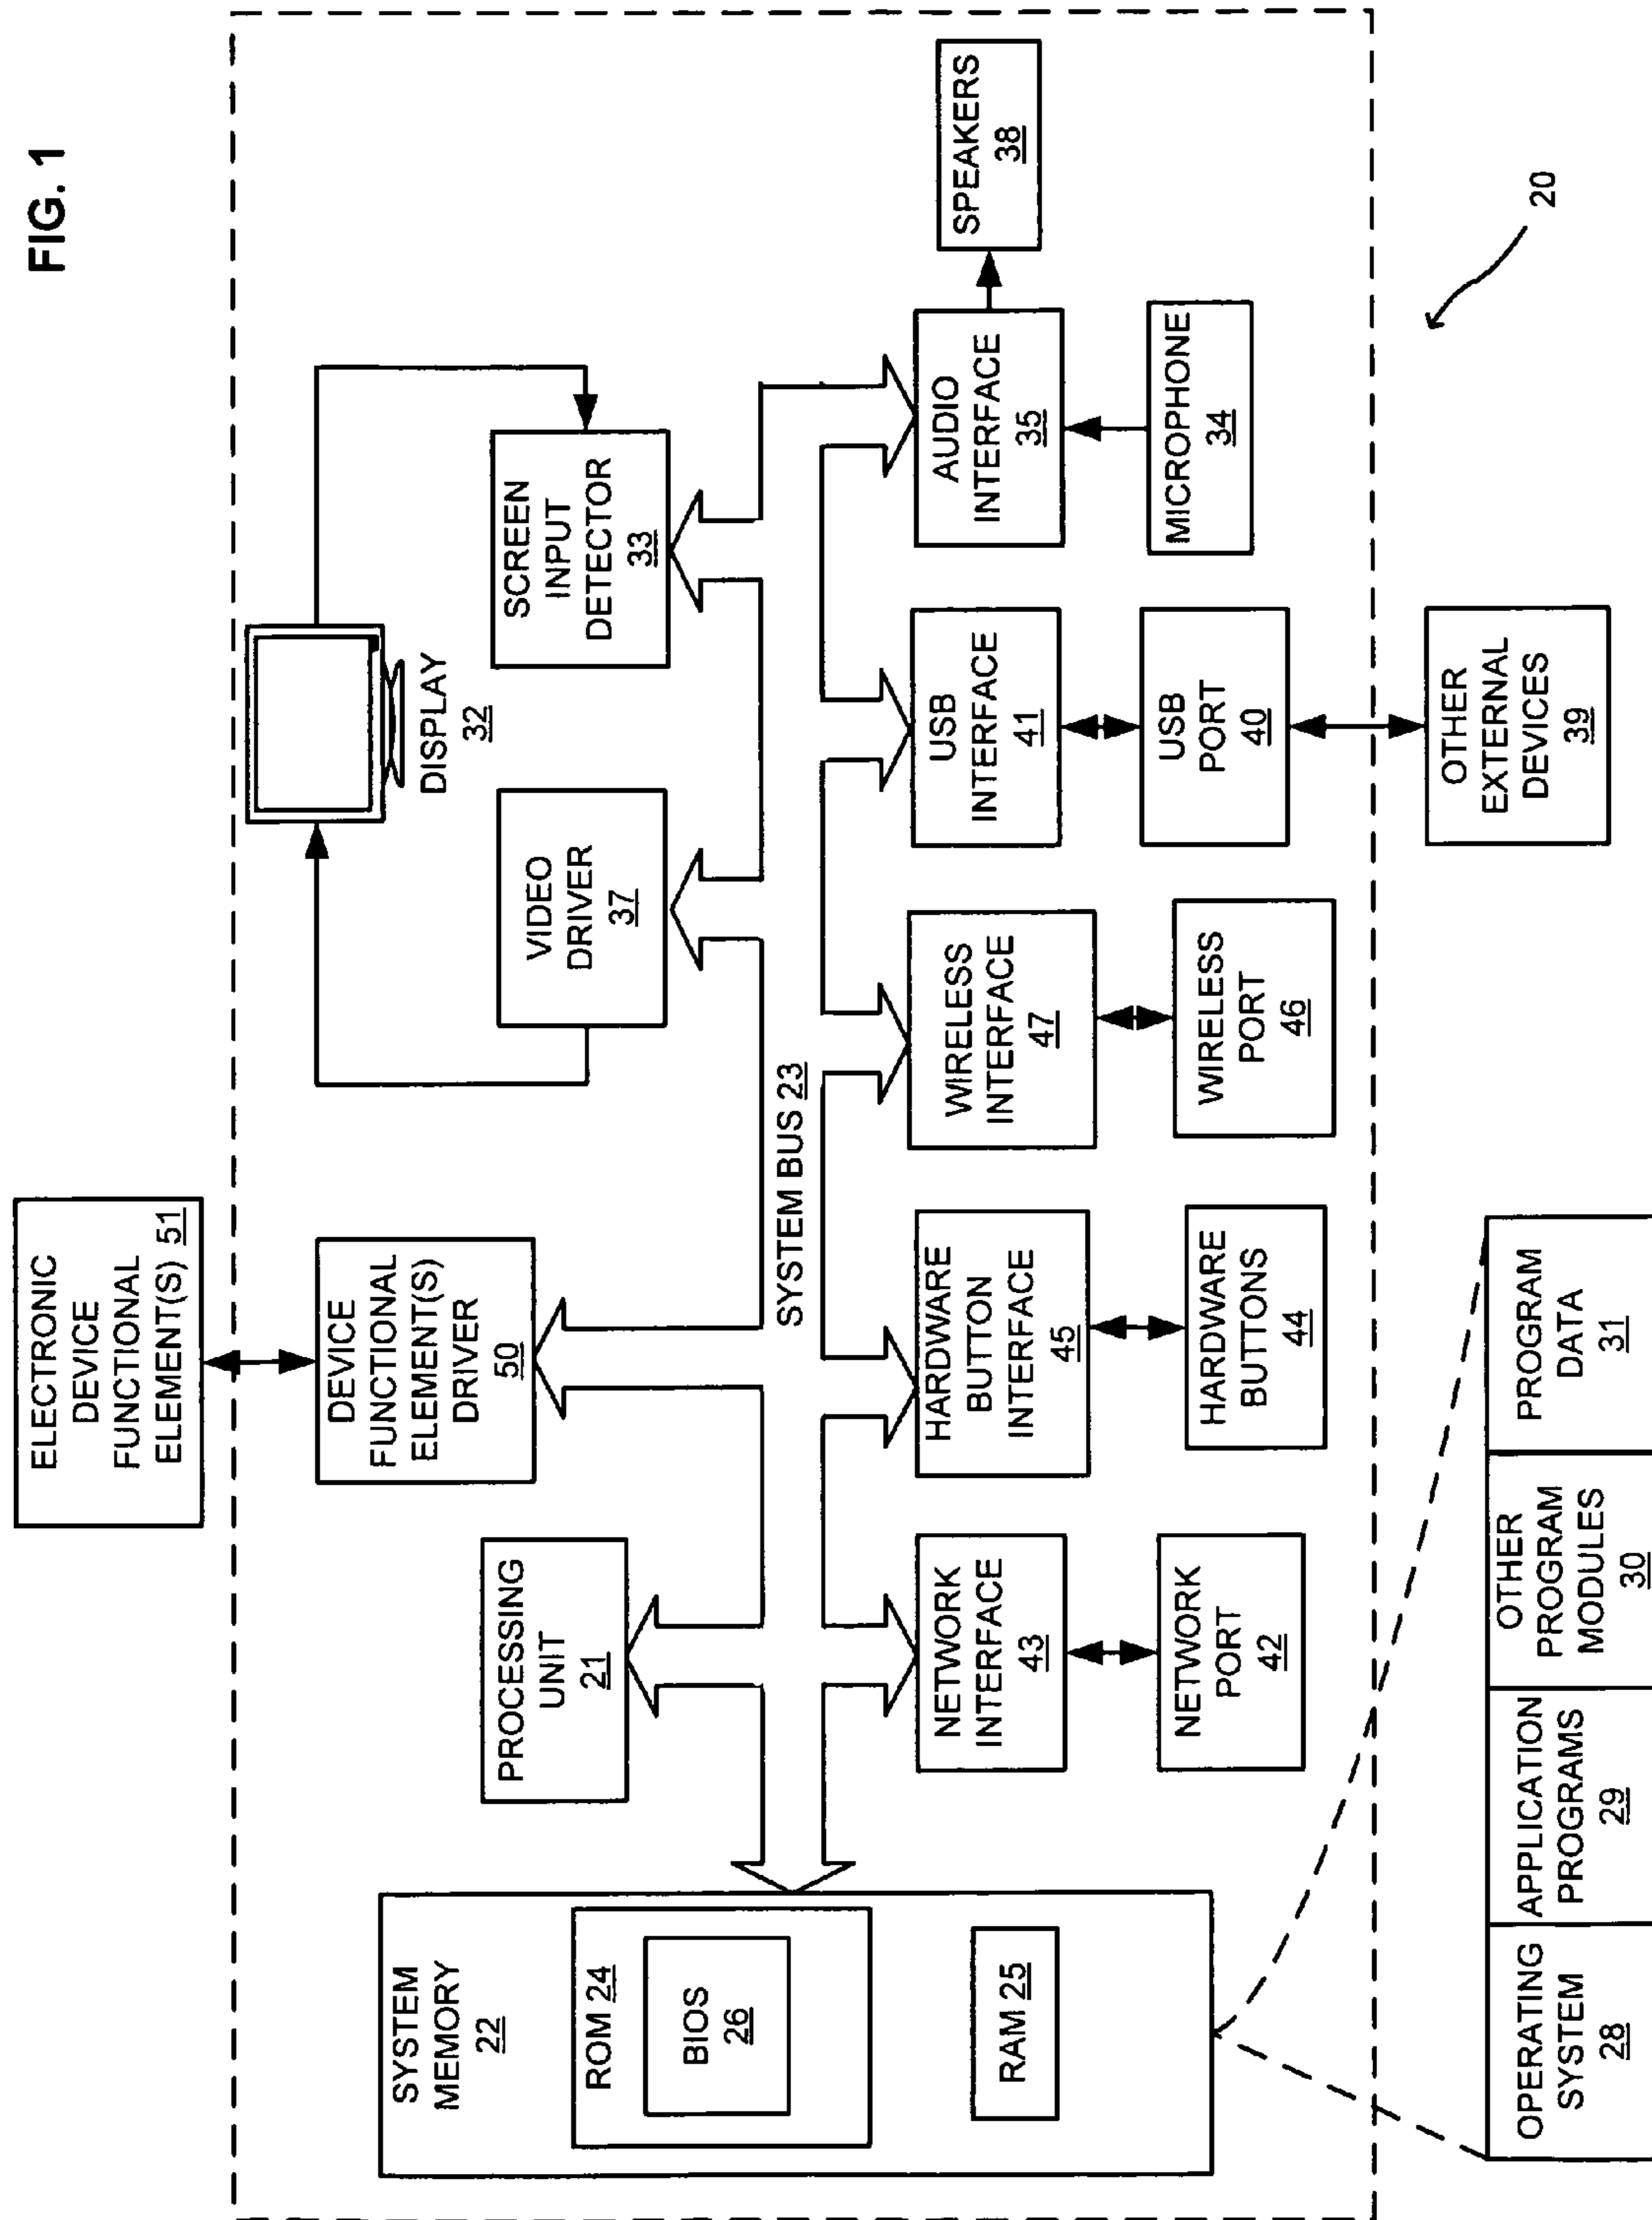 FIG. 1
ELECTRONIC
DEVICE
FUNCTIONAL
ELEMENT(S) 51
DISPLAY
32
SYSTEM
MEMORY
22
ROM 24
BIOS
26
RAM 25
PROCESSING
UNIT
21
DEVICE
FUNCTIONAL
ELEMENT(S)
DRIVER
50
VIDEO
DRIVER
37
SCREEN
INPUT
DETECTOR
33
SYSTEM BUS 23
NETWORK
INTERFACE
43
HARDWARE
BUTTON
INTERFACE
45
WIRELESS
INTERFACE
47
USB
INTERFACE
41
AUDIO
INTERFACE
35
SPEAKERS
38
NETWORK
PORT
42
HARDWARE
BUTTONS
44
WIRELESS
PORT
46
USB
PORT
40
MICROPHONE
34
OTHER
EXTERNAL
DEVICES
39
20
OPERATING
SYSTEM
28
APPLICATION
PROGRAMS
29
OTHER
PROGRAM
MODULES
30
PROGRAM
DATA
31